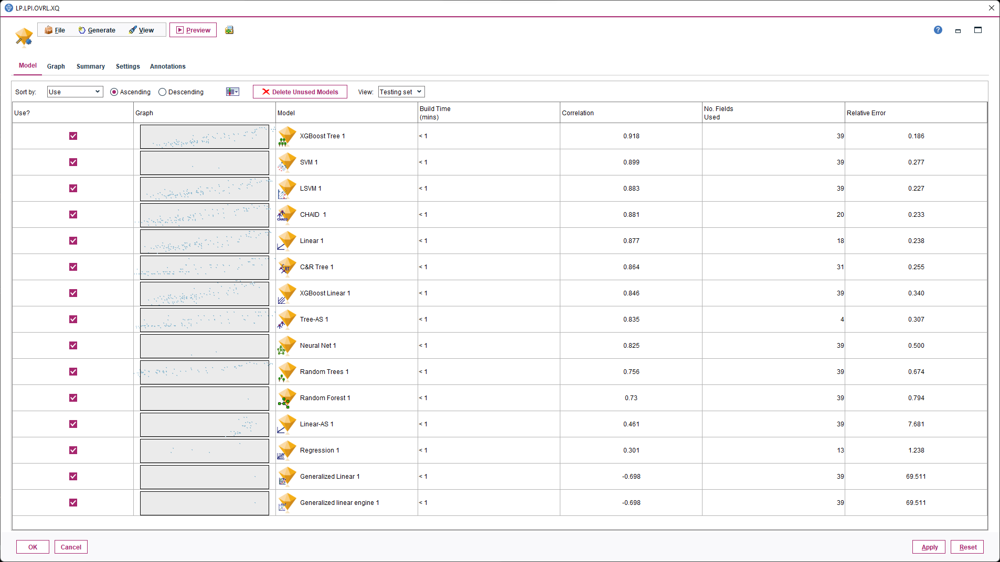 LP.LPI.OVRL.XQ
File Generate View Preview
Model Graph Summary Settings Annotations
Sort by: Use Ascending Descending Delete Unused Models View: Testing set
Use? Graph Model Build Time (mins) Correlation No. Fields Used Relative Error
XGBoost Tree 1 < 1 0.918 39 0.186
SVM 1 < 1 0.899 39 0.277
LSVM 1 < 1 0.883 39 0.227
CHAID CHAID 1 < 1 0.881 20 0.233
Linear 1 < 1 0.877 18 0.238
C&R Tree 1 < 1 0.864 31 0.255
XGBoost Linear 1 < 1 0.846 39 0.340
Tree-AS 1 < 1 0.835 4 0.307
Neural Net 1 < 1 0.825 39 0.500
Random Trees 1 < 1 0.756 39 0.674
Random Forest 1 < 1 0.73 39 0.794
Linear-AS 1 < 1 0.461 39 7.681
Regression 1 < 1 0.301 13 1.238
Generalized Linear 1 < 1 -0.698 39 69.511
Generalized linear engine 1 < 1 -0.698 39 69.511
OK Cancel Apply Reset